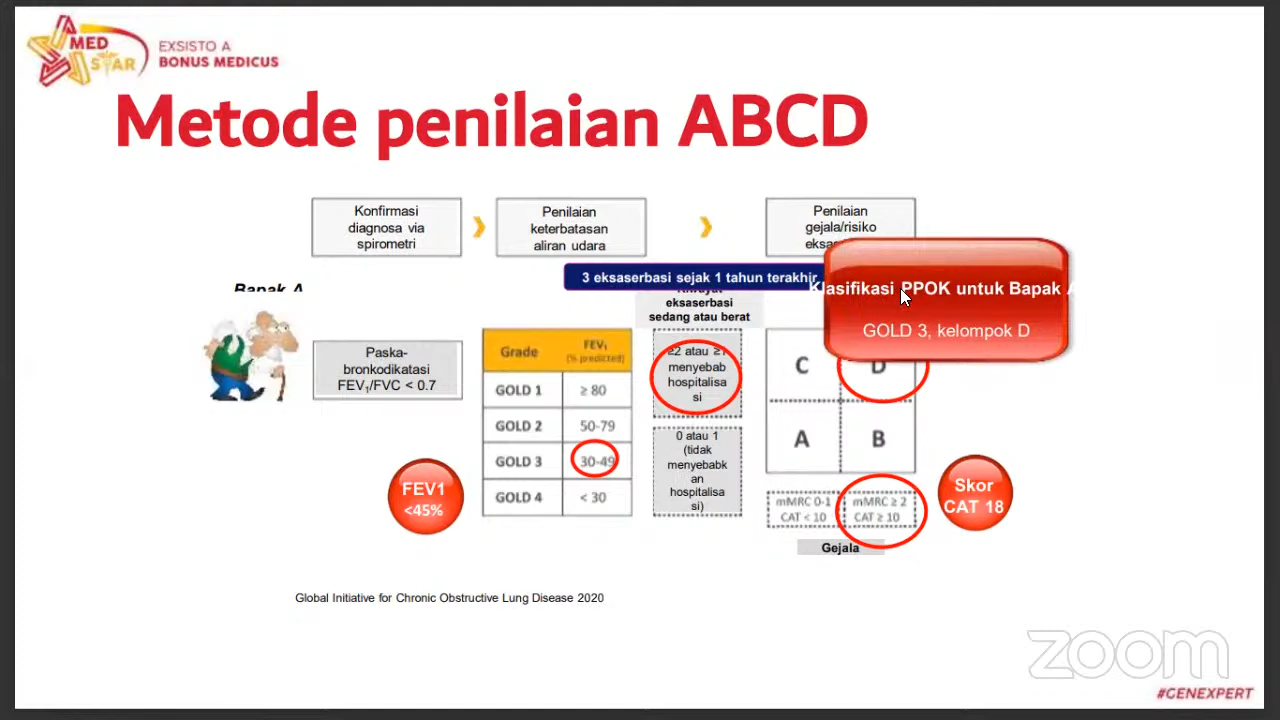 MED
STAR
EXSISTO A
BONUS MEDICUS
Metode penilaian ABCD
Konfirmasi
diagnosa via
spirometri
Penilaian
keterbatasan
aliran udara
Penilaian
gejala/risiko
3 eksaserbasi sejak 1 tahun terakhir
Klasifikasi PPOK untuk Bapak A
GOLD 3, kelompok D
Bapak A
Riwayat
eksaserbasi
sedang atau berat
Paska-
bronkodikatasi
FEV₁/FVC < 0.7
Grade FEV₁
(% predicted)
GOLD 1 ≥ 80
GOLD 2 50-79
GOLD 3 30-49
GOLD 4 < 30
≥2 atau ≥1
menyebab
hospitalisa
si
0 atau 1
(tidak
menyebabk
an
hospitalisa
si)
C D
A B
mMRC 0-1
CAT < 10
mMRC ≥ 2
CAT ≥ 10
Gejala
FEV1
<45%
Skor
CAT 18
Global Initiative for Chronic Obstructive Lung Disease 2020
zoom
#GENEXPERT